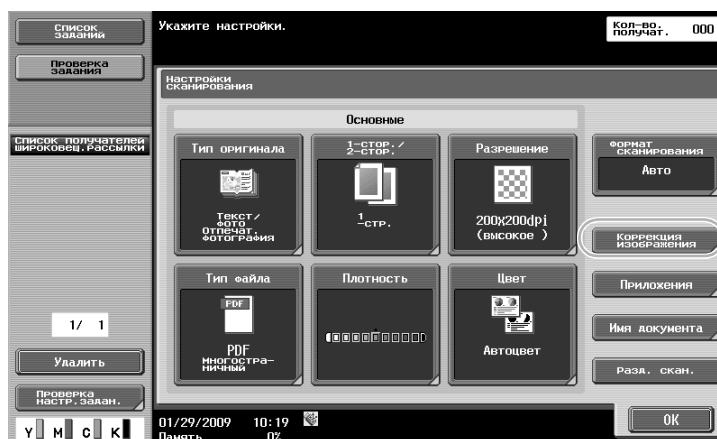 Список
заданий
Проверка
задания
Список получателей
широковещ.рассылки
1/ 1
Удалить
Проверка
настр.задан.
Y M C K
Укажите настройки.
Кол-во.
получат. 000
Настройки
сканирования
Основные
Тип оригинала
Текст/
фото
Отпечат.
фотография
1-стор./
2-стор.
1
-стр.
Разрешение
200X200dpi
(высокое )
Тип файла
PDF
PDF
Многостра-
ничный
Плотность
Цвет
Автоцвет
Формат
сканирования
Авто
Коррекция
изображения
Приложения
Имя документа
Разд. скан.
OK
01/29/2009 10:19
Память 0%